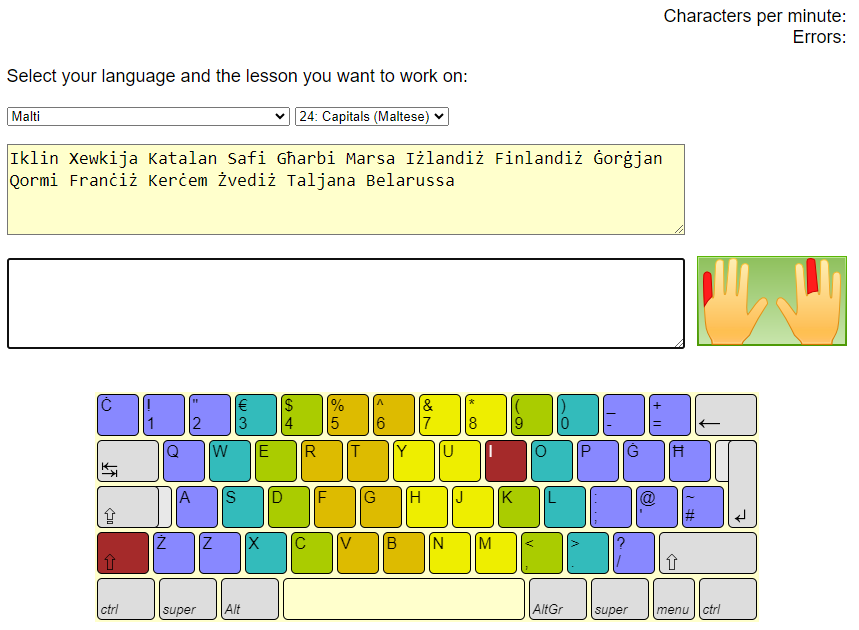 Characters per minute:
Errors:
Select your language and the lesson you want to work on:
Malti 24: Capitals (Maltese)
Iklin Xewkija Katalan Safi Għarbi Marsa Iżlandiż Finlandiż Ġorġjan
Qormi Franċiż Kerċem Żvediż Taljana Belarussa
Ċ ! " € $ % ^ & * ( ) _ +
1 2 3 4 5 6 7 8 9 0 - = ←
↹ Q W E R T Y U I O P Ġ Ħ
⇪ A S D F G H J K L : @ ~
; ' # ↵
⇧ Ż Z X C V B N M < > ? ⇧
, . /
ctrl super Alt AltGr super menu ctrl